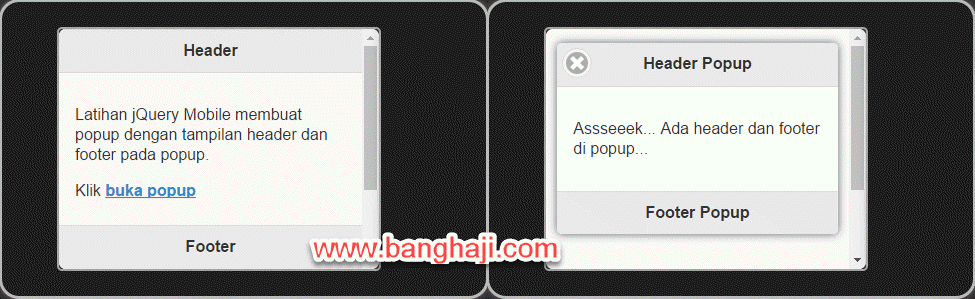 Header
Latihan jQuery Mobile membuat
popup dengan tampilan header dan
footer pada popup.
Klik buka popup
Footer
Header Popup
Assseeek... Ada header dan footer
di popup...
Footer Popup
www.banghaji.com